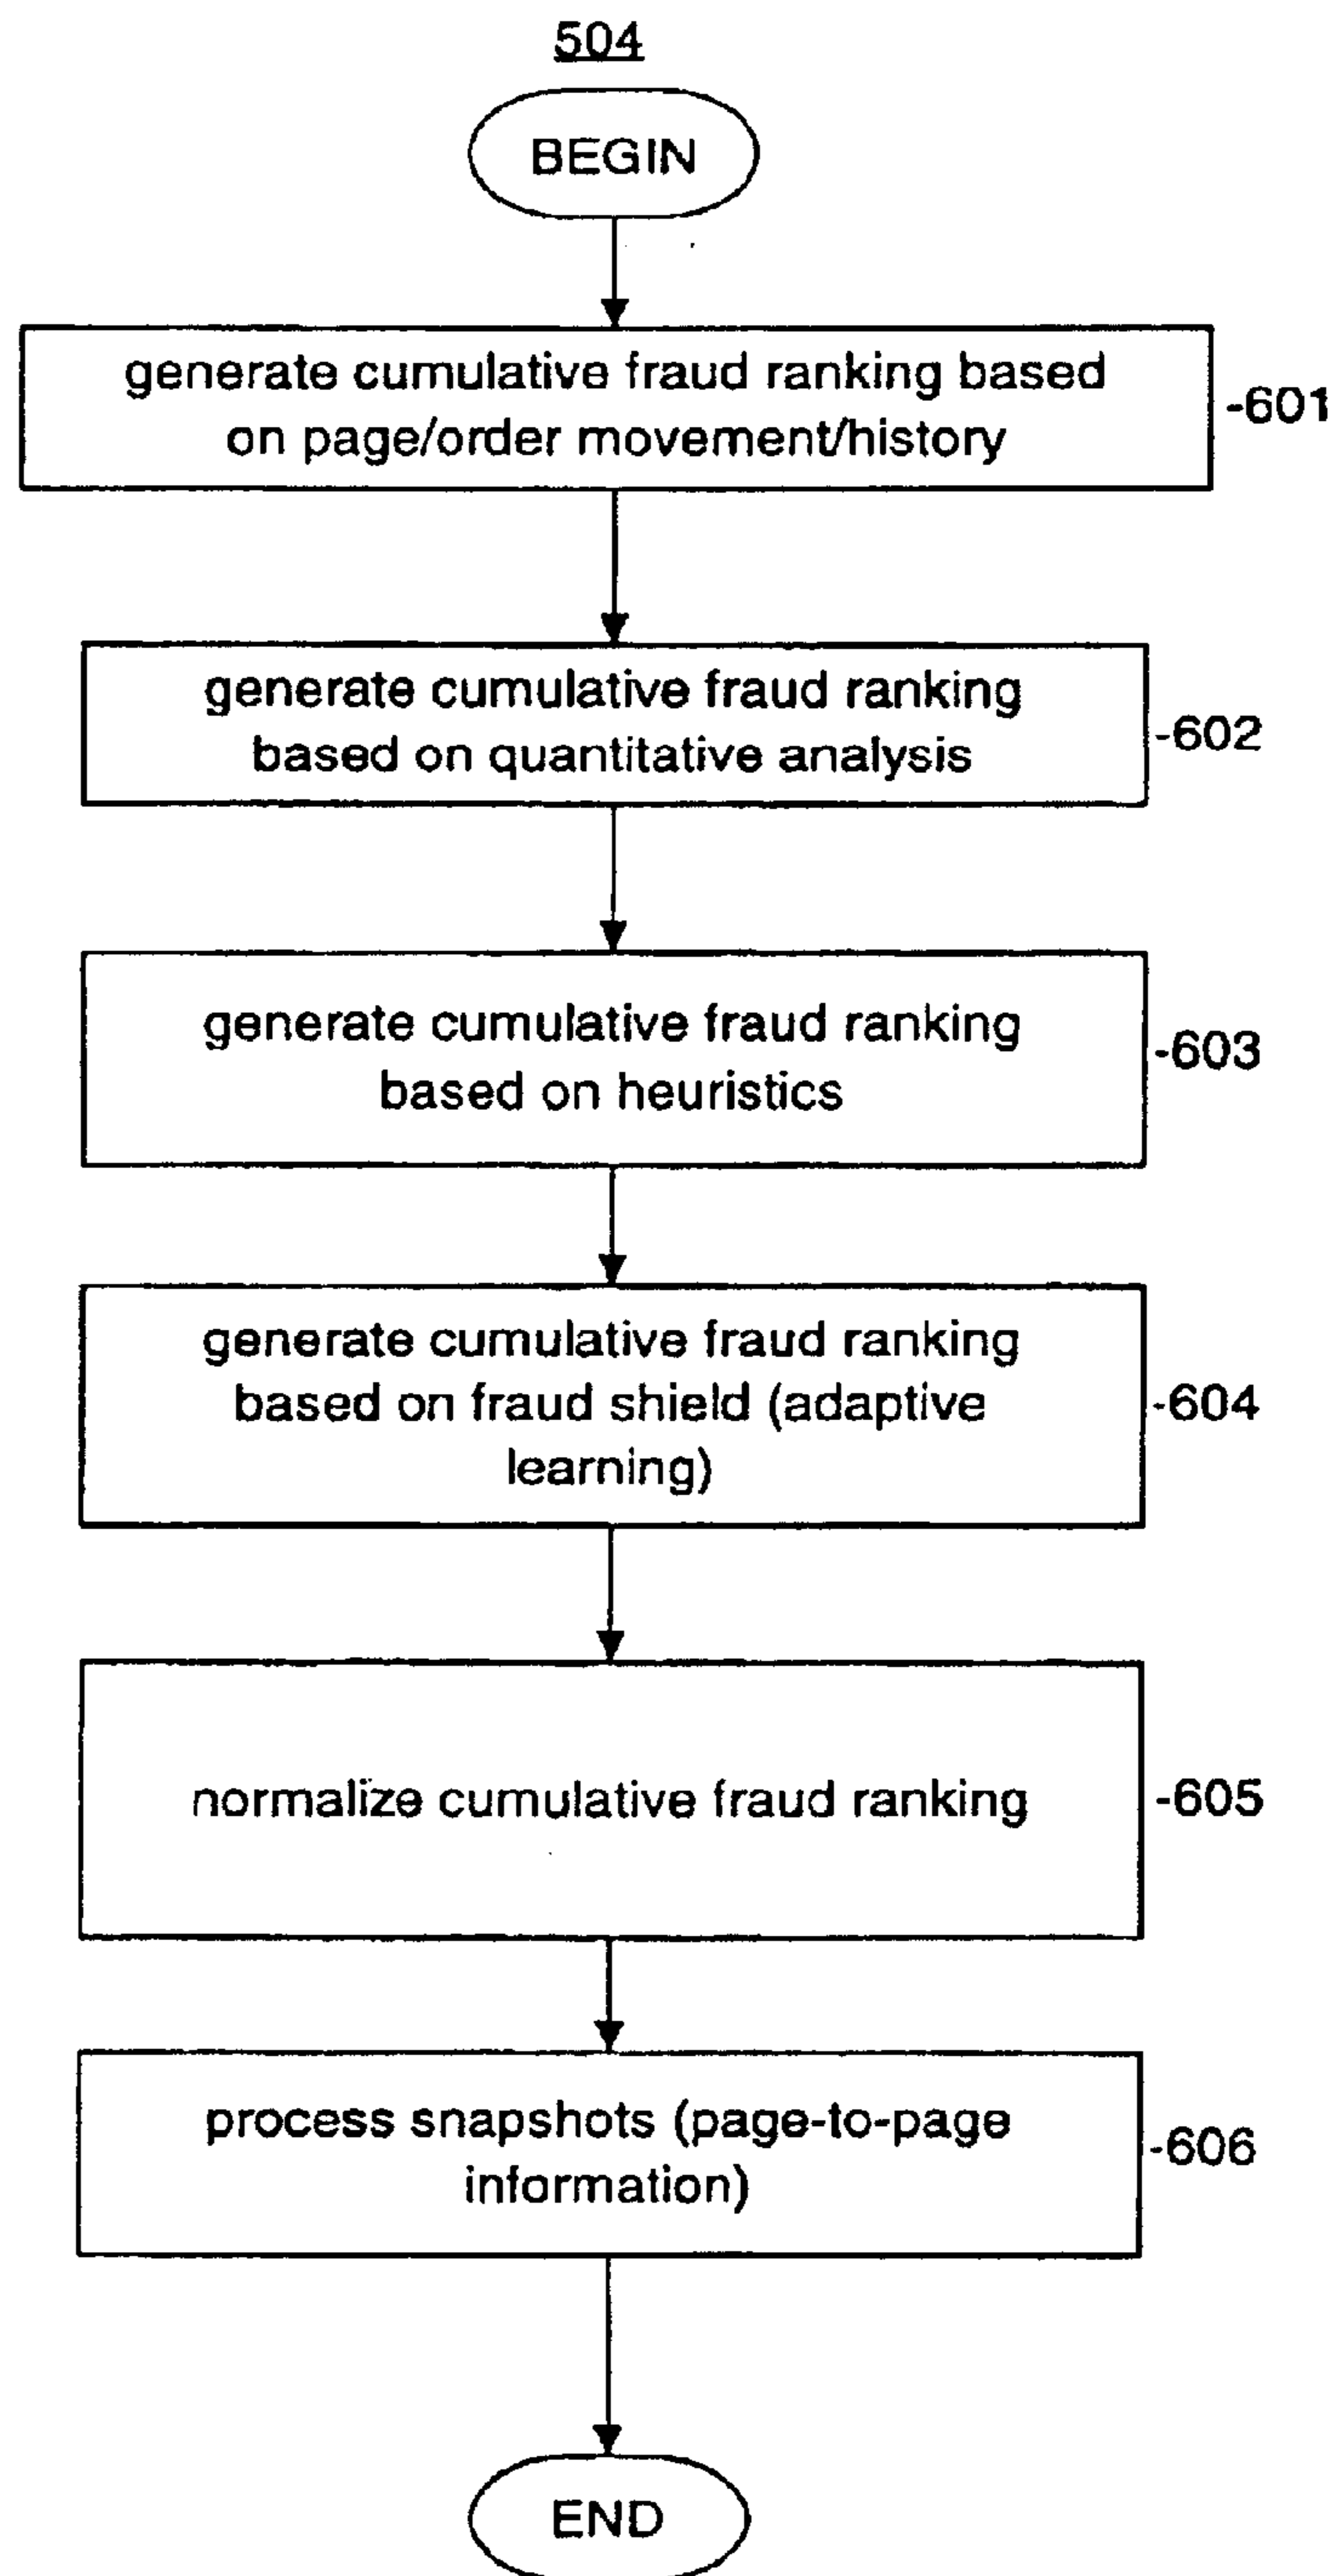 504
BEGIN
generate cumulative fraud ranking based
on page/order movement/history
-601
generate cumulative fraud ranking
based on quantitative analysis
-602
generate cumulative fraud ranking
based on heuristics
-603
generate cumulative fraud ranking
based on fraud shield (adaptive
learning)
-604
normalize cumulative fraud ranking
-605
process snapshots (page-to-page
information)
-606
END